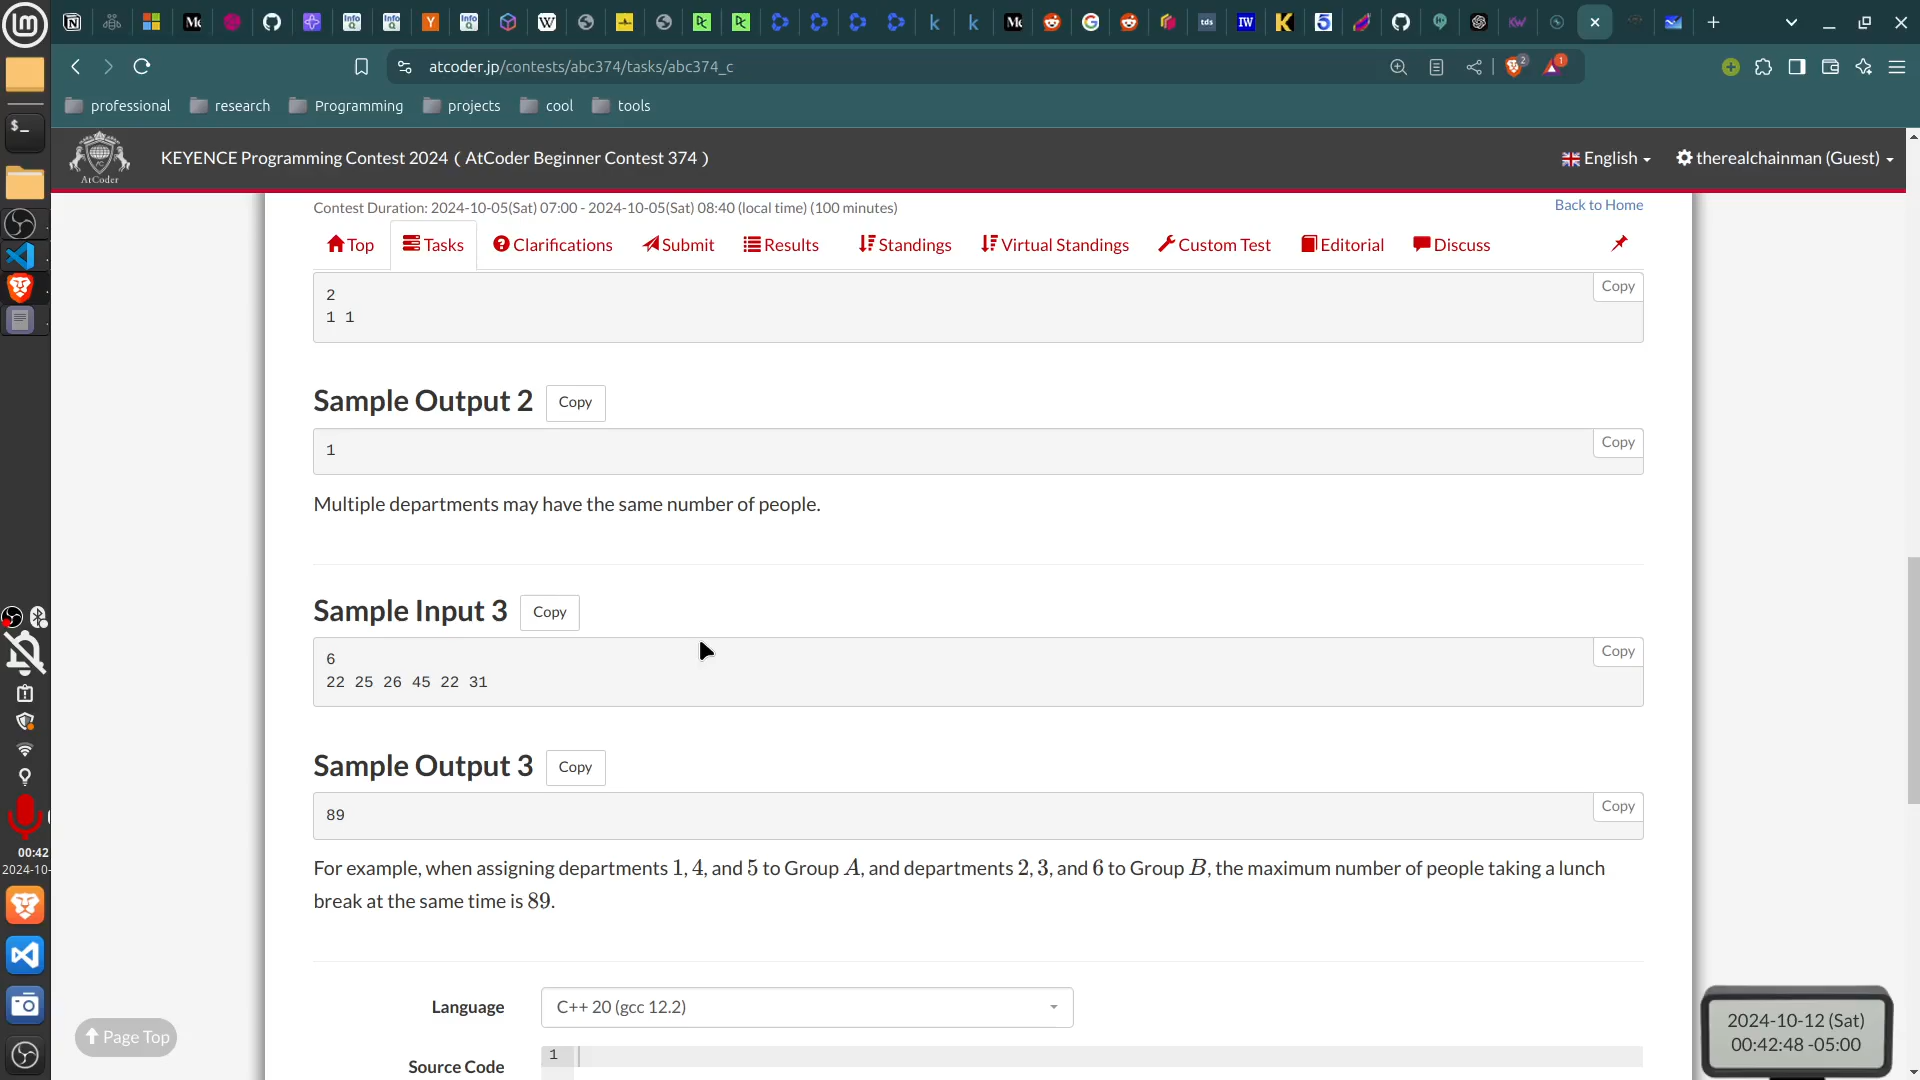 atcoder.jp/contests/abc374/tasks/abc374_c
2
1
professional
research
Programming
projects
cool
tools
AtCoder
KEYENCE Programming Contest 2024 ( AtCoder Beginner Contest 374 )
English
therealchainman (Guest)
Contest Duration: 2024-10-05(Sat) 07:00 - 2024-10-05(Sat) 08:40 (local time) (100 minutes)
Back to Home
Top
Tasks
Clarifications
Submit
Results
Standings
Virtual Standings
Custom Test
Editorial
Discuss
2
1 1
Copy
Sample Output 2
Copy
1
Copy
Multiple departments may have the same number of people.
Sample Input 3
Copy
6
22 25 26 45 22 31
Copy
Sample Output 3
Copy
89
Copy
For example, when assigning departments 1, 4, and 5 to Group A, and departments 2, 3, and 6 to Group B, the maximum number of people taking a lunch
break at the same time is 89.
Language
C++ 20 (gcc 12.2)
Source Code
1
Page Top
2024-10-12 (Sat)
00:42:48 -05:00
00:42
2024-10-